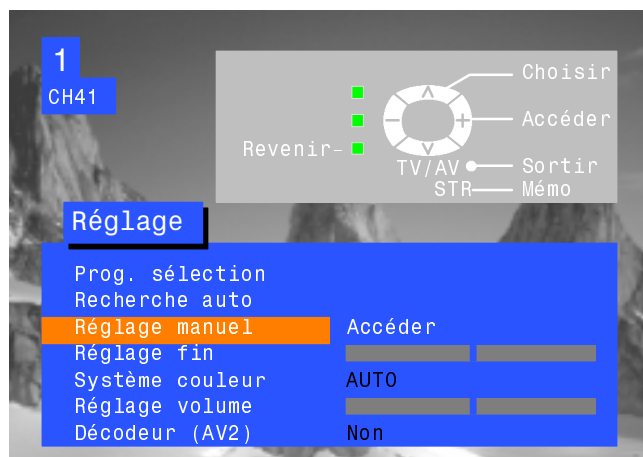 1
CH41
Choisir
Accéder
Revenir
TV/AV Sortir
STR Mémo
Réglage
Prog. sélection
Recherche auto
Réglage manuel Accéder
Réglage fin
Système couleur AUTO
Réglage volume
Décodeur (AV2) Non